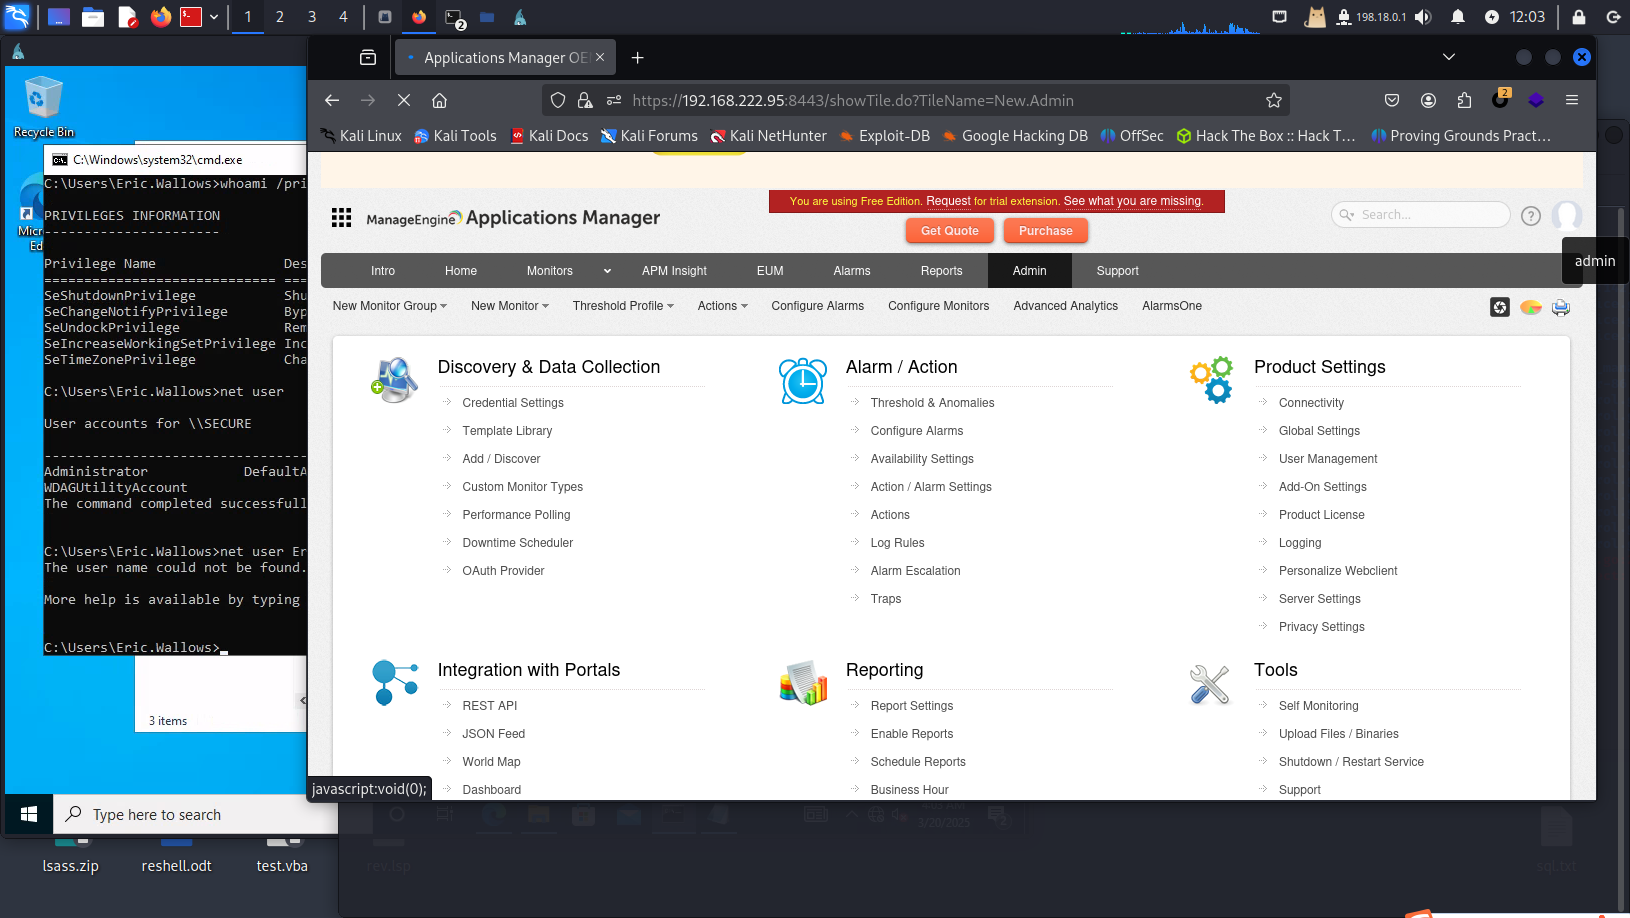 1 2 3 4
2
198.18.0.1
12:03
Applications Manager OE
https://192.168.222.95:8443/showTile.do?TileName=New.Admin
2
Kali Linux Kali Tools Kali Docs Kali Forums Kali NetHunter Exploit-DB Google Hacking DB OffSec Hack The Box :: Hack T… Proving Grounds Pract…
Recycle Bin
Micr
Ed
C:\Windows\system32\cmd.exe
C:\Users\Eric.Wallows>whoami /pri
PRIVILEGES INFORMATION
----------------------
Privilege Name Des
============================= ===
SeShutdownPrivilege Shu
SeChangeNotifyPrivilege Byp
SeUndockPrivilege Rem
SeIncreaseWorkingSetPrivilege Inc
SeTimeZonePrivilege Cha
C:\Users\Eric.Wallows>net user
User accounts for \\SECURE
---------------------------------
Administrator DefaultA
WDAGUtilityAccount
The command completed successfull
C:\Users\Eric.Wallows>net user Er
The user name could not be found.
More help is available by typing
C:\Users\Eric.Wallows>
3 items
Type here to search
lsass.zip reshell.odt test.vba rev.lsp sql.txt
3/20/2025
You are using Free Edition. Request for trial extension. See what you are missing.
ManageEngine Applications Manager
Get Quote Purchase
Search...
?
admin
Intro Home Monitors APM Insight EUM Alarms Reports Admin Support
New Monitor Group New Monitor Threshold Profile Actions Configure Alarms Configure Monitors Advanced Analytics AlarmsOne
Discovery & Data Collection
Credential Settings
Template Library
Add / Discover
Custom Monitor Types
Performance Polling
Downtime Scheduler
OAuth Provider
Alarm / Action
Threshold & Anomalies
Configure Alarms
Availability Settings
Action / Alarm Settings
Actions
Log Rules
Alarm Escalation
Traps
Product Settings
Connectivity
Global Settings
User Management
Add-On Settings
Product License
Logging
Personalize Webclient
Server Settings
Privacy Settings
Integration with Portals
REST API
JSON Feed
World Map
Dashboard
Reporting
Report Settings
Enable Reports
Schedule Reports
Business Hour
Tools
Self Monitoring
Upload Files / Binaries
Shutdown / Restart Service
Support
javascript:void(0);